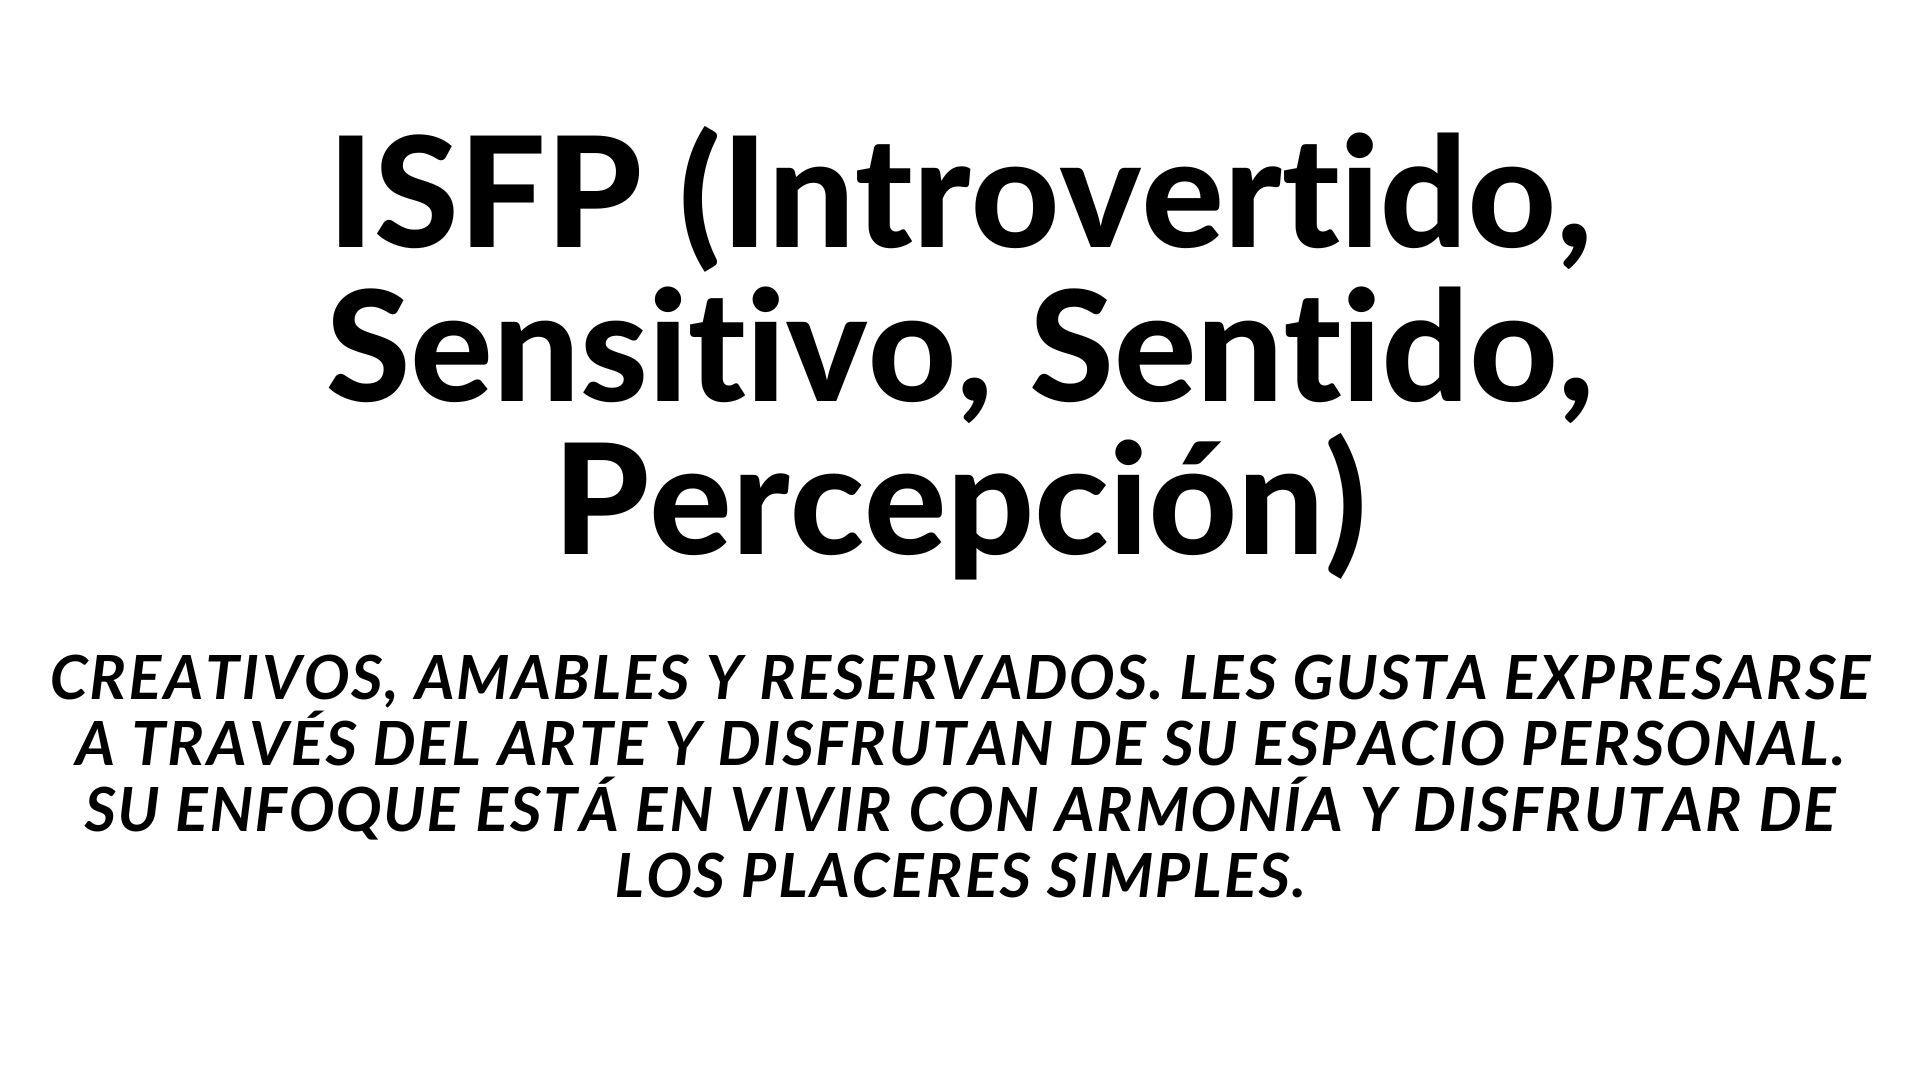 ISFP (Introvertido,
Sensitivo, Sentido,
Percepción)
CREATIVOS, AMABLES Y RESERVADOS. LES GUSTA EXPRESARSE
A TRAVÉS DEL ARTE Y DISFRUTAN DE SU ESPACIO PERSONAL.
SU ENFOQUE ESTÁ EN VIVIR CON ARMONÍA Y DISFRUTAR DE
LOS PLACERES SIMPLES.